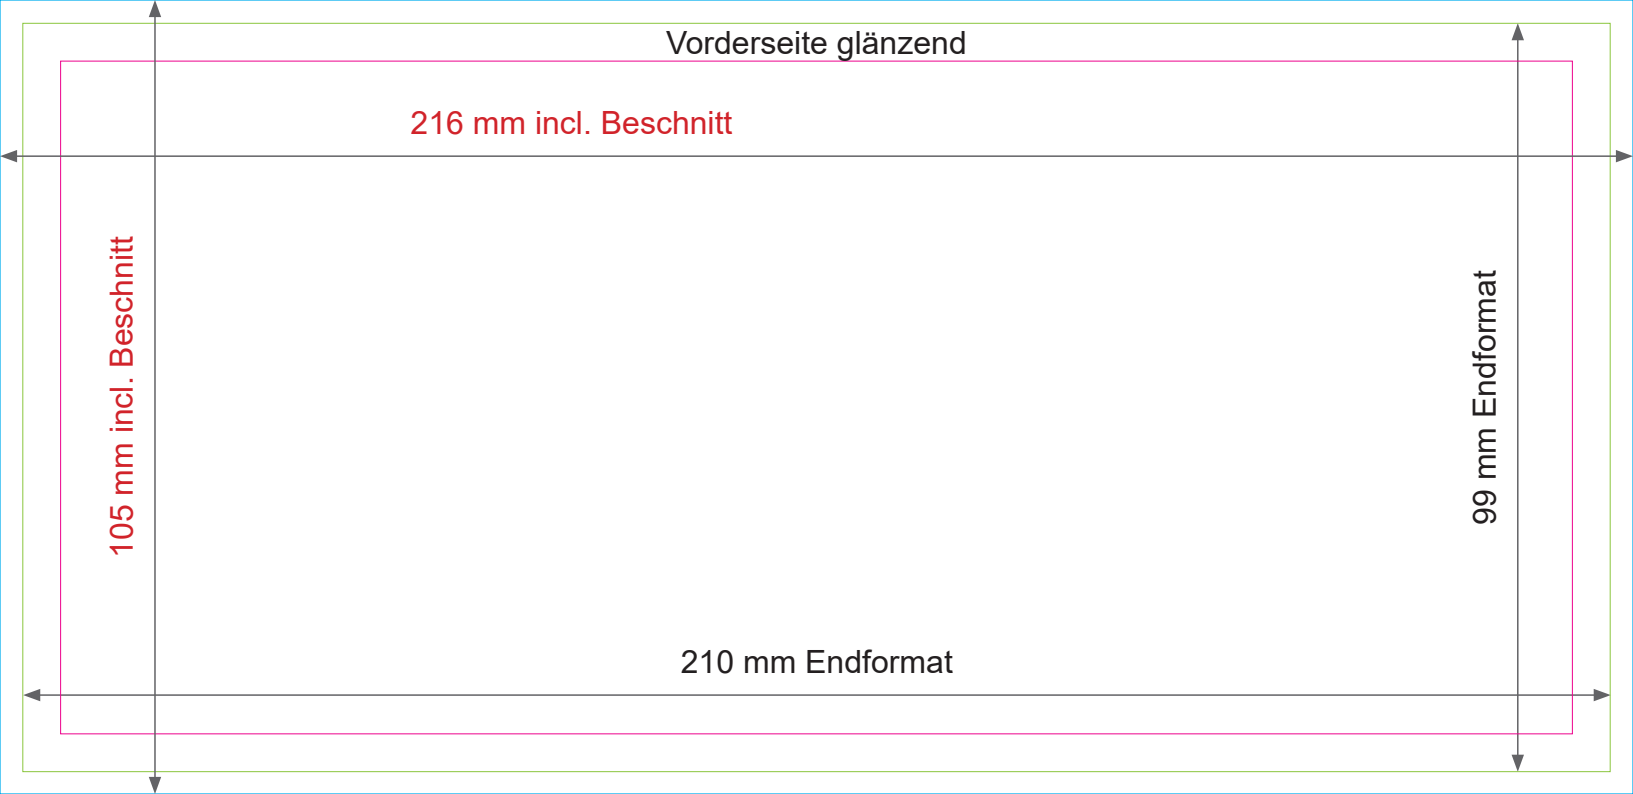 Vorderseite glänzend
216 mm incl. Beschnitt
105 mm incl. Beschnitt
99 mm Endformat
210 mm Endformat